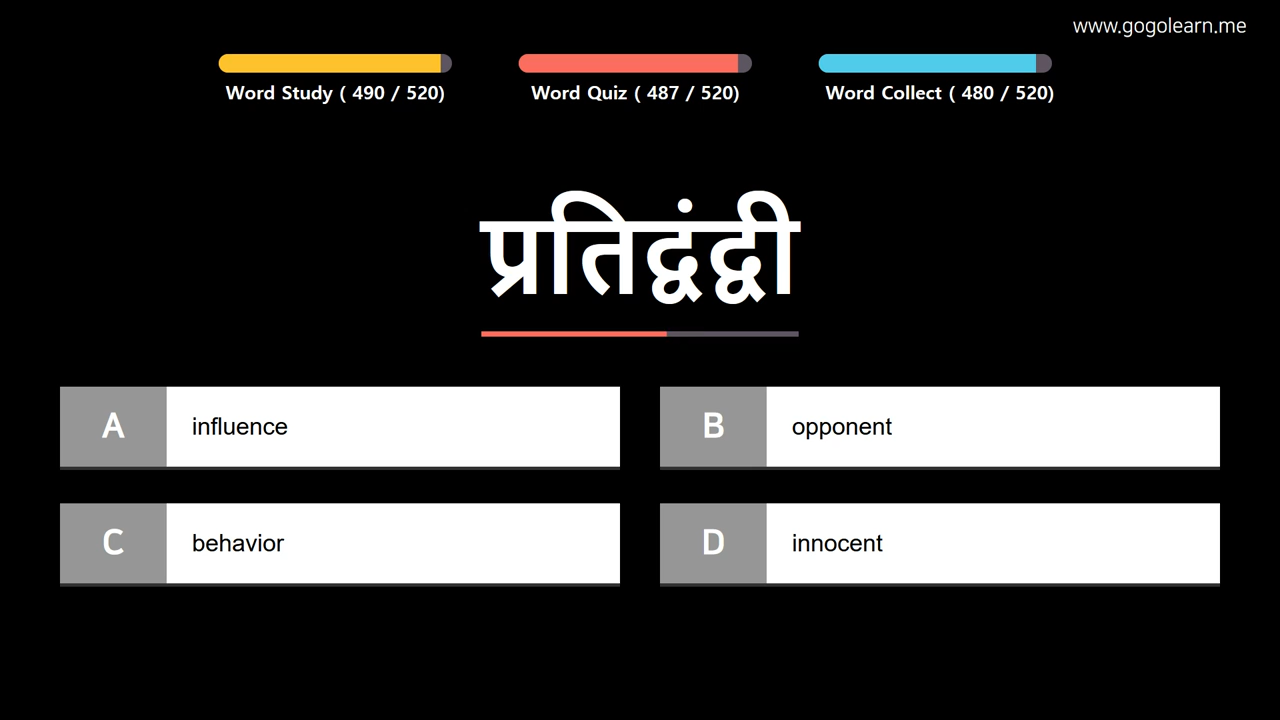 www.gogolearn.me
Word Study ( 490 / 520)
Word Quiz ( 487 / 520)
Word Collect ( 480 / 520)
प्रतिद्वंद्वी
A influence
B opponent
C behavior
D innocent